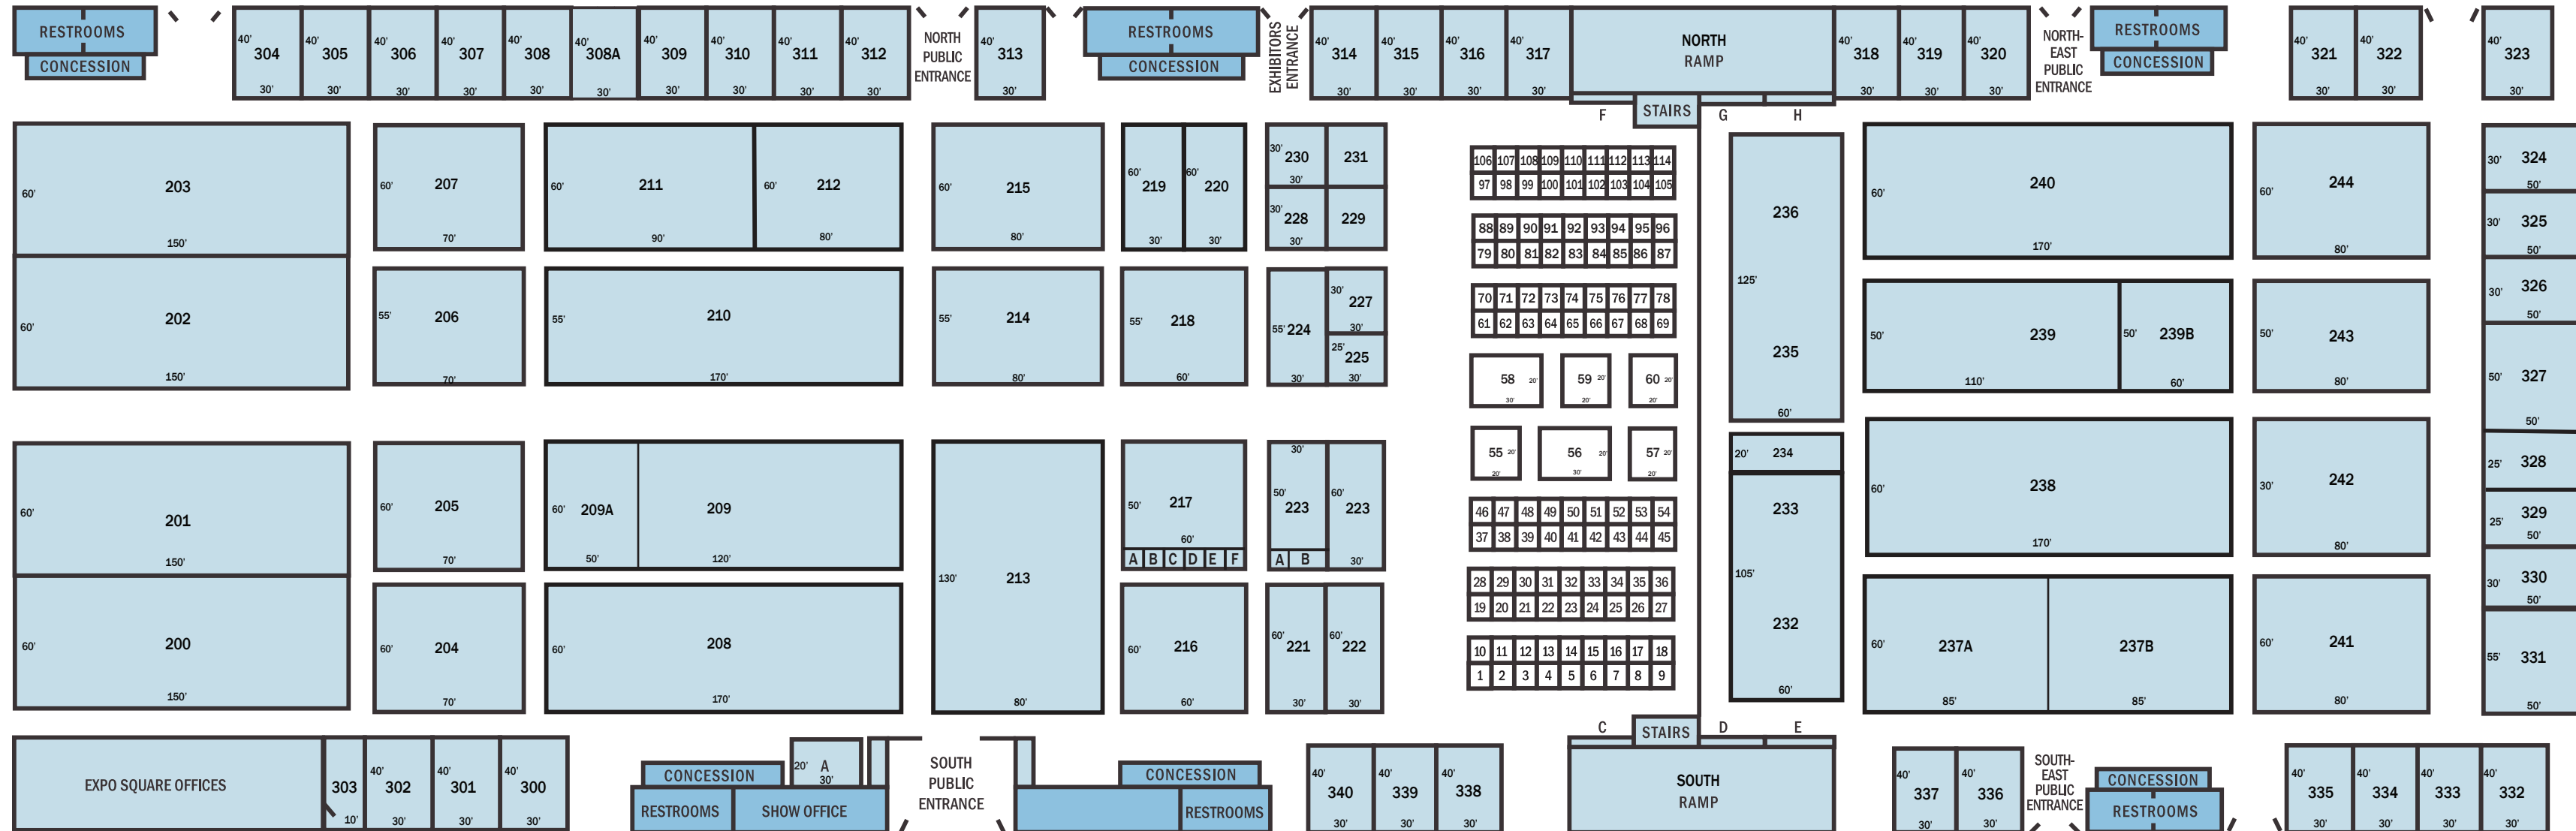 RESTROOMS
CONCESSION
40' 304 30'
40' 305 30'
40' 306 30'
40' 307 30'
40' 308 30'
40' 308A 30'
40' 309 30'
40' 310 30'
40' 311 30'
40' 312 30'
NORTH
PUBLIC
ENTRANCE
40' 313 30'
RESTROOMS
CONCESSION
EXHIBITORS
ENTRANCE
40' 314 30'
40' 315 30'
40' 316 30'
40' 317 30'
NORTH
RAMP
40' 318 30'
40' 319 30'
40' 320 30'
NORTH-
EAST
PUBLIC
ENTRANCE
RESTROOMS
CONCESSION
40' 321 30'
40' 322 30'
40' 323 30'
F STAIRS G H
60' 203 150'
60' 207 70'
60' 211 90'
60' 212 80'
60' 215 80'
60' 219 30'
60' 220 30'
30' 230 30'
231
30' 228 30'
229
106 107 108 109 110 111 112 113 114
97 98 99 100 101 102 103 104 105
88 89 90 91 92 93 94 95 96
79 80 81 82 83 84 85 86 87
70 71 72 73 74 75 76 77 78
61 62 63 64 65 66 67 68 69
236
125'
235
60'
60' 240 170'
60' 244 80'
30' 324 50'
30' 325 50'
30' 326 50'
60' 202 150'
55' 206 70'
55' 210 170'
55' 214 80'
55' 218 60'
55' 224 30'
30' 227 30'
25' 225 30'
58 20' 30'
59 20' 20'
60 20' 20'
50' 239 110'
50' 239B 60'
50' 243 80'
50' 327 50'
60' 201 150'
60' 205 70'
60' 209A 50'
209 120'
130' 213 80'
50' 217 60'
A B C D E F
30' 50' 223
A B
60' 223 30'
55 20' 20'
56 20' 30'
57 20' 20'
20' 234
46 47 48 49 50 51 52 53 54
37 38 39 40 41 42 43 44 45
28 29 30 31 32 33 34 35 36
19 20 21 22 23 24 25 26 27
10 11 12 13 14 15 16 17 18
1 2 3 4 5 6 7 8 9
233
105'
232
60'
60' 238 170'
30' 242 80'
25' 328
25' 329 50'
30' 330 50'
60' 200 150'
60' 204 70'
60' 208 170'
60' 216 60'
60' 221 30'
60' 222 30'
60' 237A 85'
237B 85'
60' 241 80'
55' 331 50'
C STAIRS D E
EXPO SQUARE OFFICES
303 10'
40' 302 30'
40' 301 30'
40' 300 30'
CONCESSION
RESTROOMS
SHOW OFFICE
20' A 30'
SOUTH
PUBLIC
ENTRANCE
CONCESSION
RESTROOMS
40' 340 30'
40' 339 30'
40' 338 30'
SOUTH
RAMP
40' 337 30'
40' 336 30'
SOUTH-
EAST
PUBLIC
ENTRANCE
CONCESSION
RESTROOMS
40' 335 30'
40' 334 30'
40' 333 30'
40' 332 30'